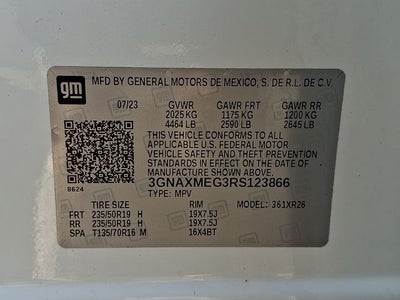 gm
MFD BY GENERAL MOTORS DE MEXICO, S. DE R.L. DE C.V.
07/23 GVWR GAWR FRT GAWR RR
2025 KG 1175 KG 1200 KG
4464 LB 2590 LB 2645 LB
THIS VEHICLE CONFORMS TO ALL
APPLICABLE U.S. FEDERAL MOTOR
VEHICLE SAFETY AND THEFT PREVENTION
STANDARDS IN EFFECT ON THE DATE OF
MANUFACTURE SHOWN ABOVE.
8624
3GNAXMEG3RS123866
TYPE: MPV MODEL: 361XR26
TIRE SIZE RIM
FRT 235/50R19 H 19X7.5J
RR 235/50R19 H 19X7.5J
SPA T135/70R16 M 16X4BT